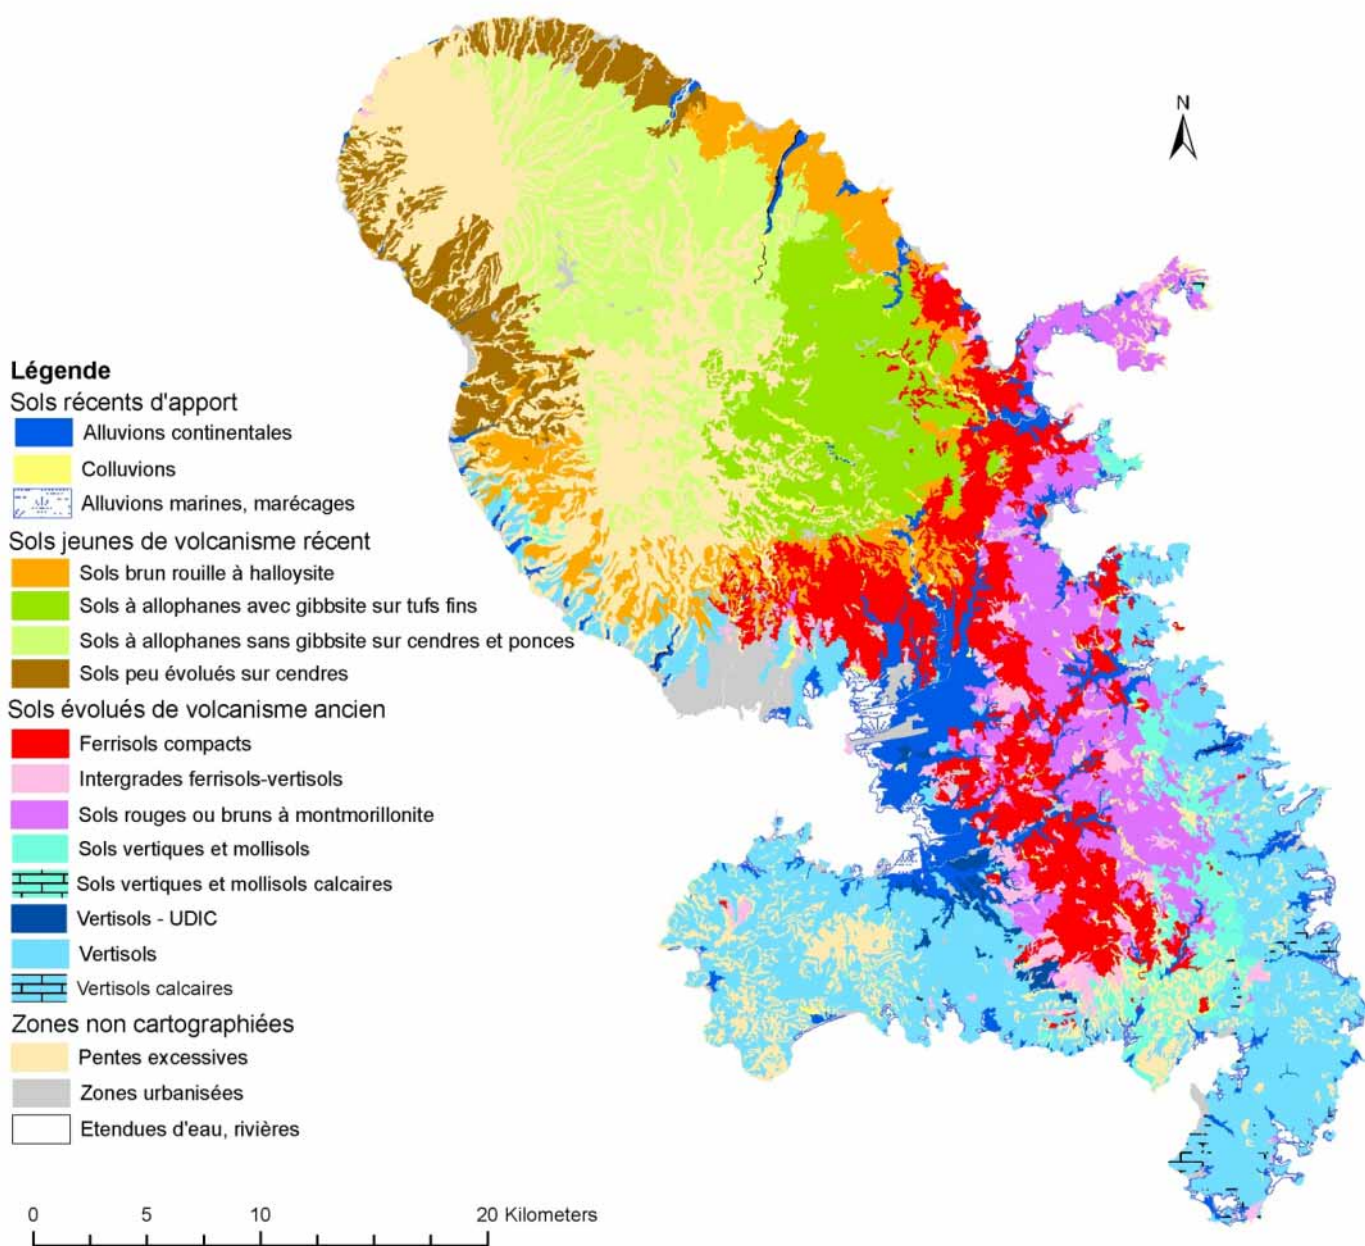 N
Légende
Sols récents d'apport
Alluvions continentales
Colluvions
Alluvions marines, marécages
Sols jeunes de volcanisme récent
Sols brun rouille à halloysite
Sols à allophanes avec gibbsite sur tufs fins
Sols à allophanes sans gibbsite sur cendres et ponces
Sols peu évolués sur cendres
Sols évolués de volcanisme ancien
Ferrisols compacts
Intergrades ferrisols-vertisols
Sols rouges ou bruns à montmorillonite
Sols vertiques et mollisols
Sols vertiques et mollisols calcaires
Vertisols - UDIC
Vertisols
Vertisols calcaires
Zones non cartographiées
Pentes excessives
Zones urbanisées
Etendues d'eau, rivières
0 5 10 20 Kilometers